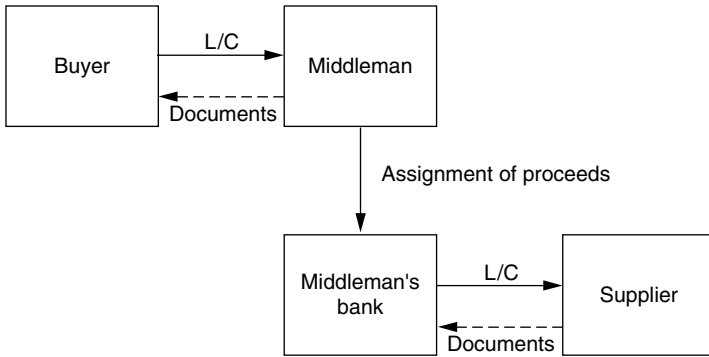 L/C
Buyer
Middleman
Documents
Assignment of proceeds
L/C
Middleman's
bank
Supplier
Documents